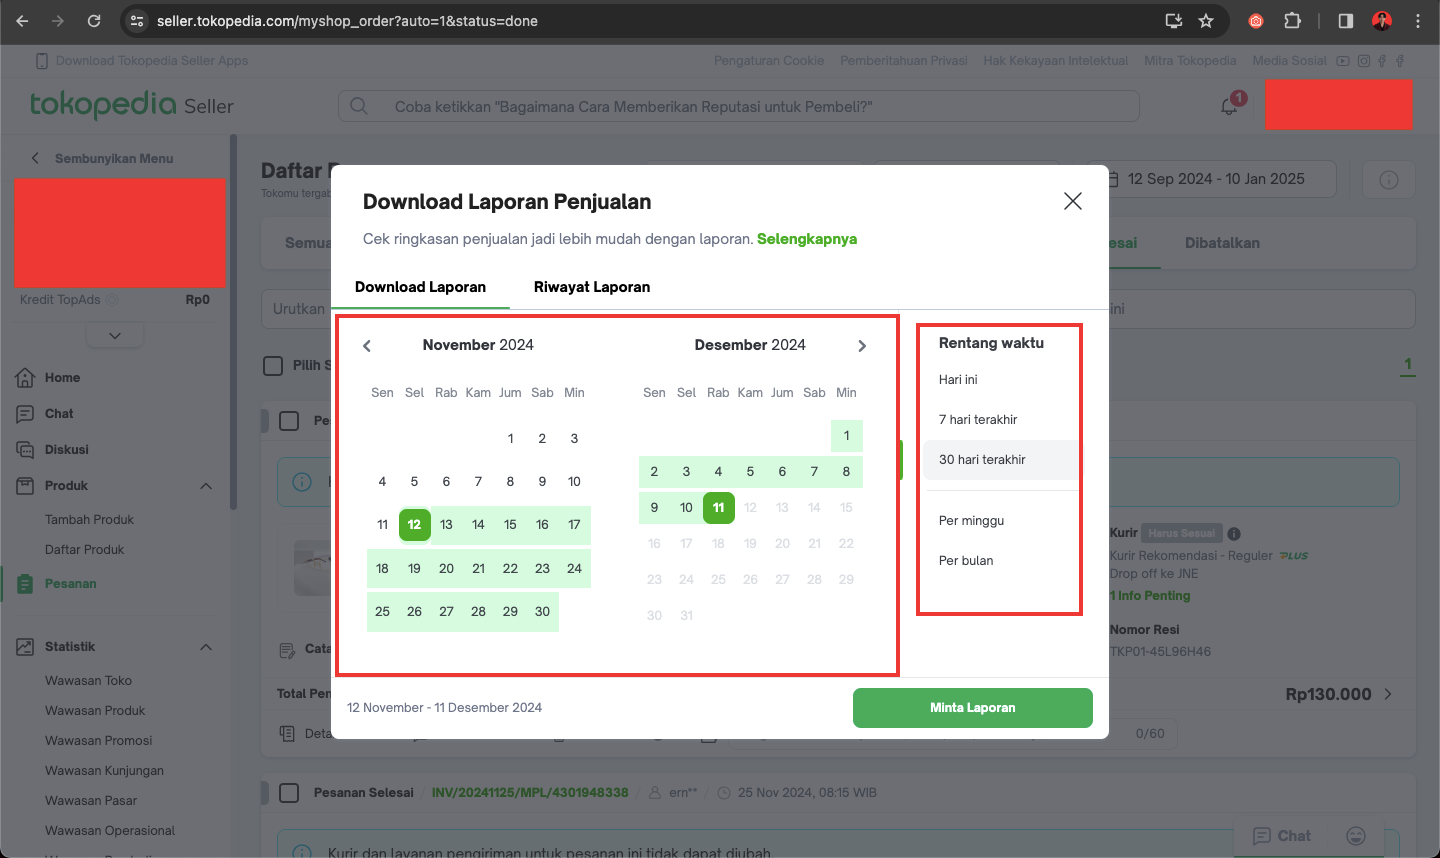 seller.tokopedia.com/myshop_order?auto=1&status=done
Download Tokopedia Seller Apps
Pengaturan Cookie Pemberitahuan Privasi Hak Kekayaan Intelektual Mitra Tokopedia Media Sosial
tokopedia Seller
Coba ketikkan "Bagaimana Cara Memberikan Reputasi untuk Pembeli?"
1
Sembunyikan Menu
Kredit TopAds Rp0
Home
Chat
Diskusi
Produk
Tambah Produk
Daftar Produk
Pesanan
Statistik
Wawasan Toko
Wawasan Produk
Wawasan Promosi
Wawasan Kunjungan
Wawasan Pasar
Wawasan Operasional
Daftar
Tokomu
12 Sep 2024 - 10 Jan 2025
Dibatalkan
Urutkan
Pilih
1
Download Laporan Penjualan
Cek ringkasan penjualan jadi lebih mudah dengan laporan. Selengkapnya
Download Laporan Riwayat Laporan
November 2024
Sen Sel Rab Kam Jum Sab Min
1 2 3
4 5 6 7 8 9 10
11 12 13 14 15 16 17
18 19 20 21 22 23 24
25 26 27 28 29 30
Desember 2024
Sen Sel Rab Kam Jum Sab Min
1
2 3 4 5 6 7 8
9 10 11 12 13 14 15
16 17 18 19 20 21 22
23 24 25 26 27 28 29
30 31
Rentang waktu
Hari ini
7 hari terakhir
30 hari terakhir
Per minggu
Per bulan
12 November - 11 Desember 2024
Minta Laporan
Kurir Harus Sesuai
Kurir Rekomendasi - Reguler PLUS
Drop off ke JNE
1 Info Penting
Nomor Resi
TKP01-45L96H46
Rp130.000
0/60
Pesanan Selesai / INV/20241125/MPL/4301948338 / ern** / 25 Nov 2024, 08:15 WIB
Kurir dan layanan pengiriman untuk pesanan ini tidak dapat diubah.
Chat